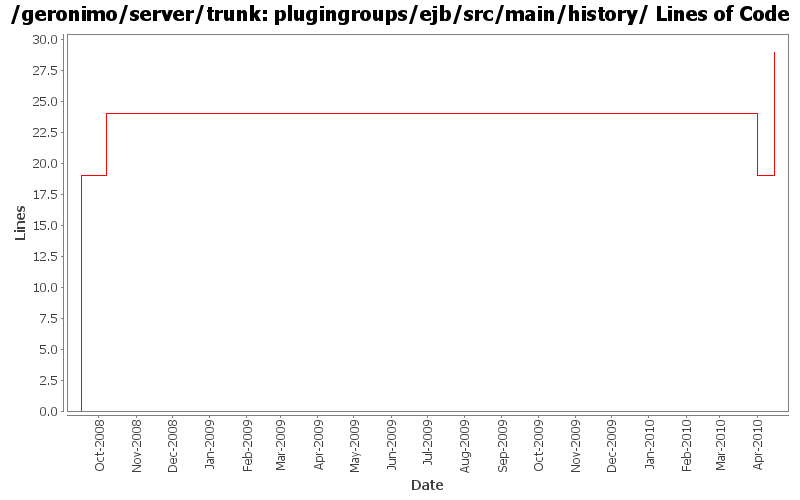 /geronimo/server/trunk: plugingroups/ejb/src/main/history/ Lines of Code
30.0
27.5
25.0
22.5
20.0
17.5
15.0
12.5
10.0
7.5
5.0
2.5
0.0
Lines
Oct-2008
Nov-2008
Dec-2008
Jan-2009
Feb-2009
Mar-2009
Apr-2009
May-2009
Jun-2009
Jul-2009
Aug-2009
Sep-2009
Oct-2009
Nov-2009
Dec-2009
Jan-2010
Feb-2010
Mar-2010
Apr-2010
Date